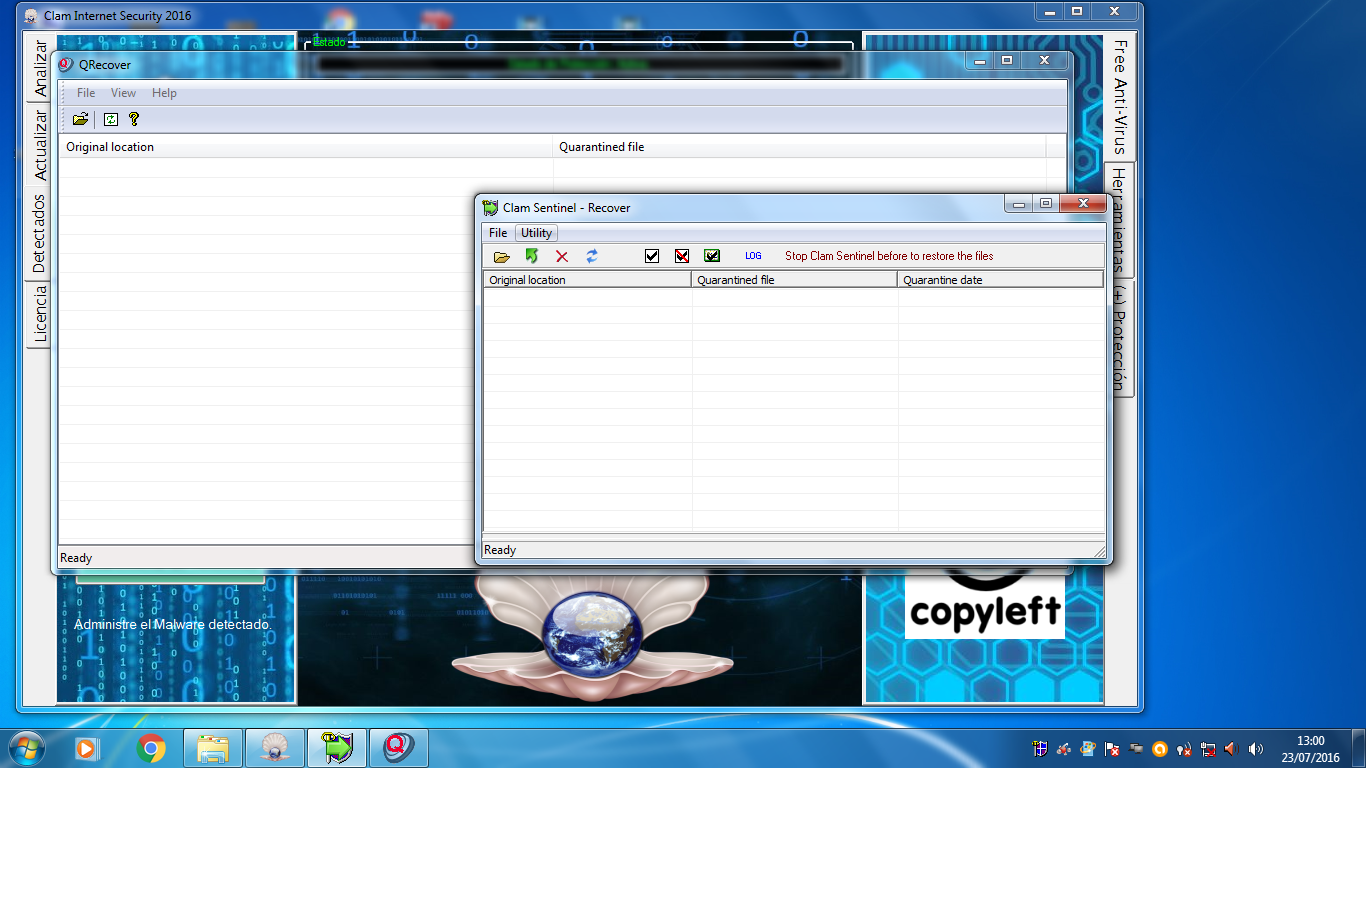 Clam Internet Security 2016
Analizar
Actualizar
Detectados
Licencia
Estado
Free Anti-Virus
Herramientas
(+) Protección
QRecover
File View Help
Original location Quarantined file
Ready
Clam Sentinel - Recover
File Utility
LOG Stop Clam Sentinel before to restore the files
Original location Quarantined file Quarantine date
Ready
Administre el Malware detectado.
copyleft
13:00
23/07/2016